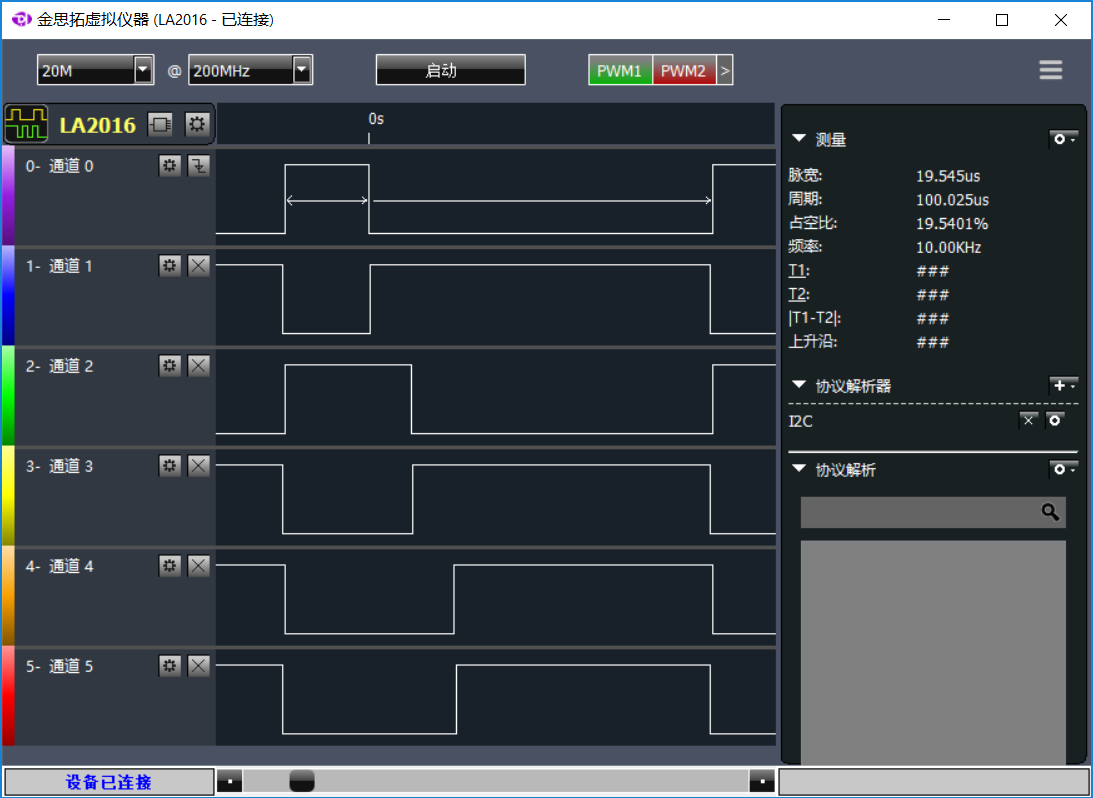 金思拓虚拟仪器 (LA2016 - 已连接)
20M @ 200MHz 启动 PWM1 PWM2 >
LA2016
0s
0- 通道 0
1- 通道 1
2- 通道 2
3- 通道 3
4- 通道 4
5- 通道 5
测量
脉宽: 19.545us
周期: 100.025us
占空比: 19.5401%
频率: 10.00KHz
T1: ###
T2: ###
|T1-T2|: ###
上升沿: ###
协议解析器
I2C
协议解析
设备已连接